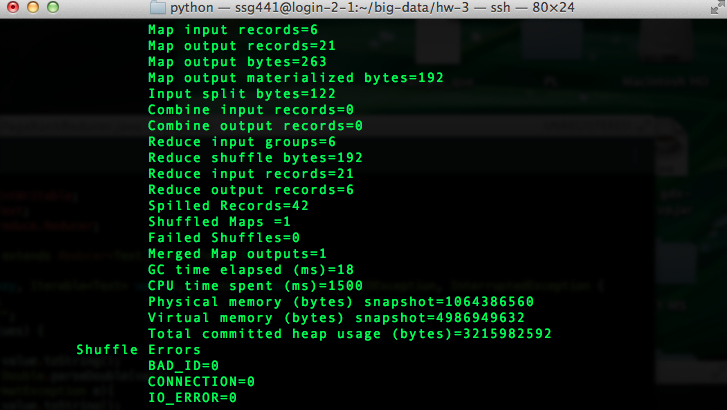 python — ssg441@login-2-1:~/big-data/hw-3 — ssh — 80×24
Map input records=6
Map output records=21
Map output bytes=263
Map output materialized bytes=192
Input split bytes=122
Combine input records=0
Combine output records=0
Reduce input groups=6
Reduce shuffle bytes=192
Reduce input records=21
Reduce output records=6
Spilled Records=42
Shuffled Maps =1
Failed Shuffles=0
Merged Map outputs=1
GC time elapsed (ms)=18
CPU time spent (ms)=1500
Physical memory (bytes) snapshot=1064386560
Virtual memory (bytes) snapshot=4986949632
Total committed heap usage (bytes)=3215982592
Shuffle Errors
BAD_ID=0
CONNECTION=0
IO_ERROR=0